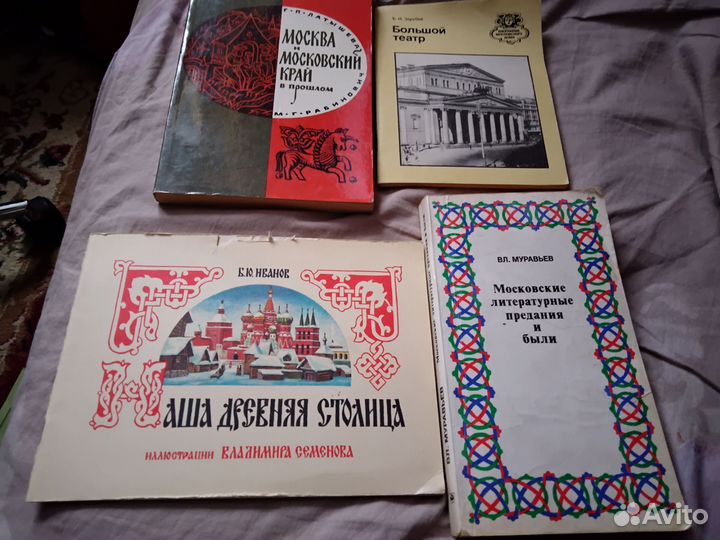 Г.П.ЛАТЫШЕВА
МОСКВА
и
МОСКОВСКИЙ
КРАЙ
в прошлом
М.Г.РАБИНОВИЧ
Большой
театр
Б.Ю.ИВАНОВ
НАША ДРЕВНЯЯ СТОЛИЦА
ИЛЛЮСТРАЦИИ ВЛАДИМИРА СЕМЕНОВА
ВЛ. МУРАВЬЕВ
Московские
литературные
предания
и
были
ВЛ. МУРАВЬЕВ
Avito